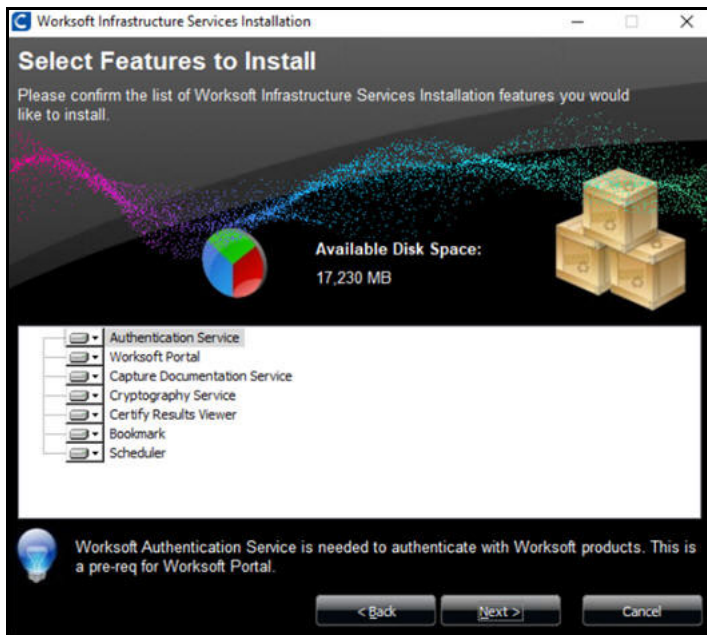 Worksoft Infrastructure Services Installation
Select Features to Install
Please confirm the list of Worksoft Infrastructure Services Installation features you would
like to install.
Available Disk Space:
17,230 MB
Authentication Service
Worksoft Portal
Capture Documentation Service
Cryptography Service
Certify Results Viewer
Bookmark
Scheduler
Worksoft Authentication Service is needed to authenticate with Worksoft products. This is
a pre-req for Worksoft Portal.
< Back
Next >
Cancel